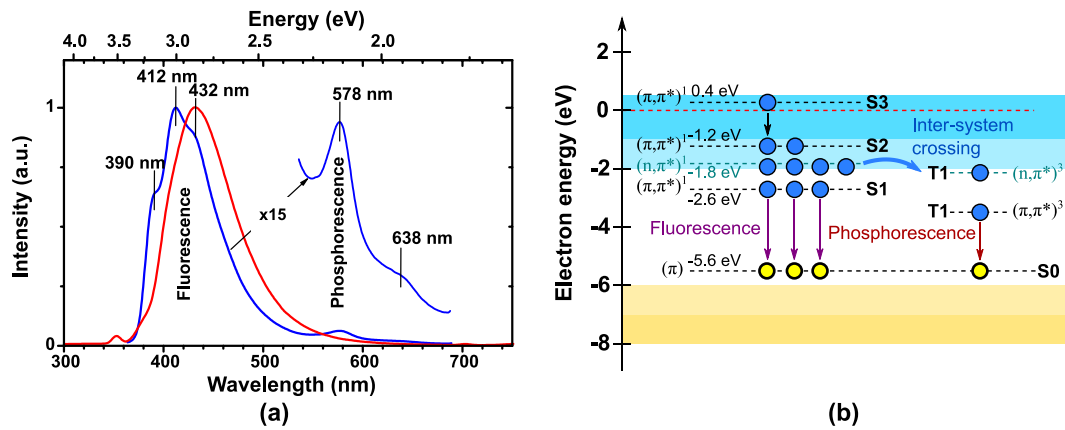 (a)
Energy (eV)
4.0 3.5 3.0 2.5 2.0
Intensity (a.u.)
1
0
412 nm
432 nm
390 nm
578 nm
638 nm
x15
Fluorescence
Phosphorescence
300 400 500 600 700
Wavelength (nm)
(a)
(b)
Electron energy (eV)
2
0
-2
-4
-6
-8
(π,π*)¹ 0.4 eV S3
(π,π*)¹ -1.2 eV S2
(n,π*)¹ -1.8 eV
(π,π*)¹ -2.6 eV S1
Inter-system
crossing
T1 (n,π*)³
T1 (π,π*)³
Fluorescence
Phosphorescence
(π) -5.6 eV S0
(b)